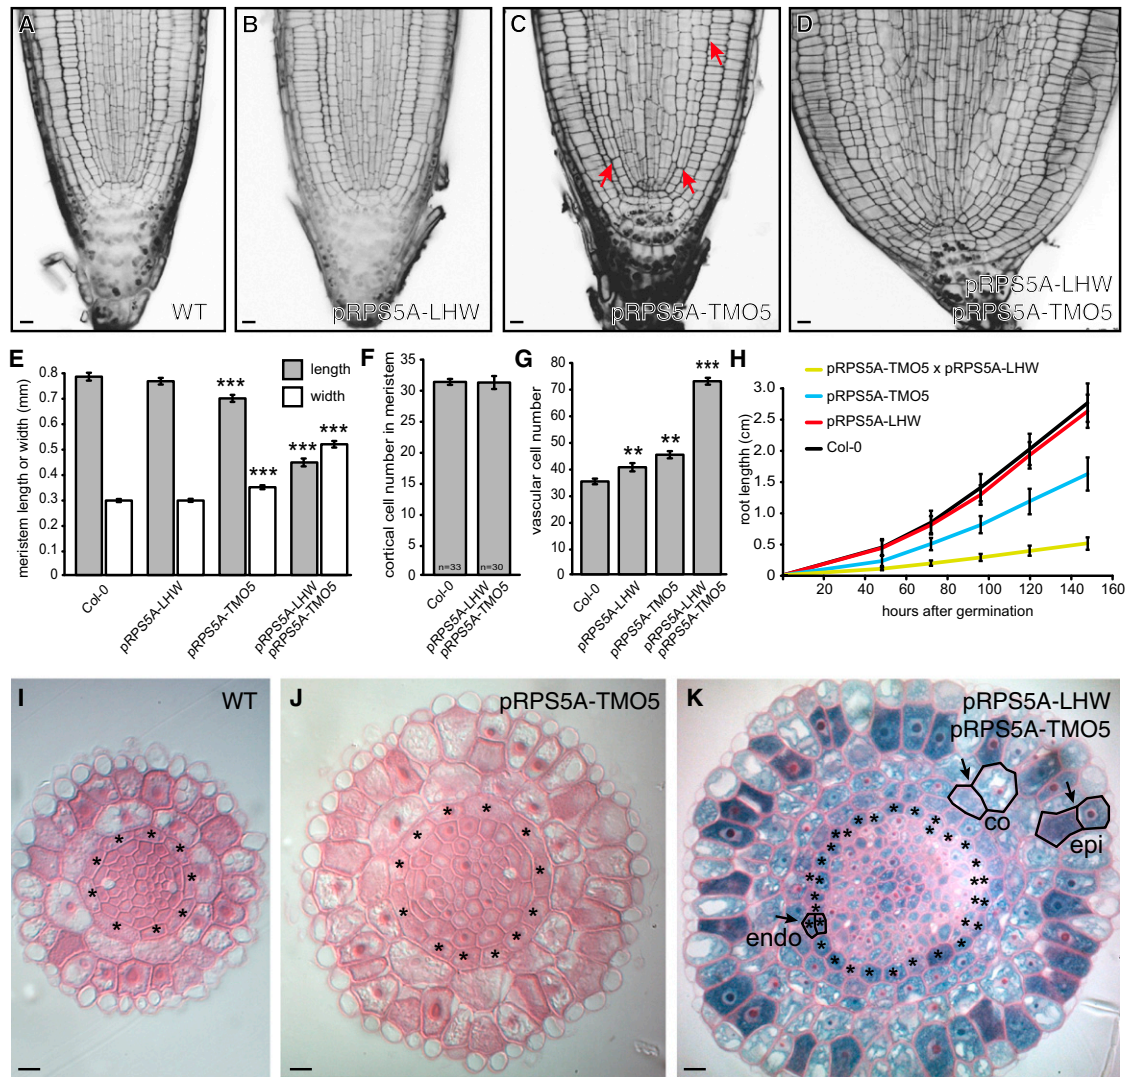 A
WT
B
pRPS5A-LHW
C
pRPS5A-TMO5
D
pRPS5A-LHW
pRPS5A-TMO5
E
meristem length or width (mm)
0.8
0.7
0.6
0.5
0.4
0.3
0.2
0.1
0
length
width
***
***
***
***
Col-0
pRPS5A-LHW
pRPS5A-TMO5
pRPS5A-LHW
pRPS5A-TMO5
F
cortical cell number in meristem
35
30
25
20
15
10
5
0
n=33
n=30
Col-0
pRPS5A-LHW
pRPS5A-TMO5
G
vascular cell number
80
70
60
50
40
30
20
10
0
**
**
***
Col-0
pRPS5A-LHW
pRPS5A-TMO5
pRPS5A-LHW
pRPS5A-TMO5
H
pRPS5A-TMO5 x pRPS5A-LHW
pRPS5A-TMO5
pRPS5A-LHW
Col-0
root lengthh (cm)
3.0
2.5
2.0
1.5
1.0
0.5
0
20 40 60 80 100 120 140 160
hours after germination
I
WT
J
pRPS5A-TMO5
K
pRPS5A-LHW
pRPS5A-TMO5
co
epi
endo